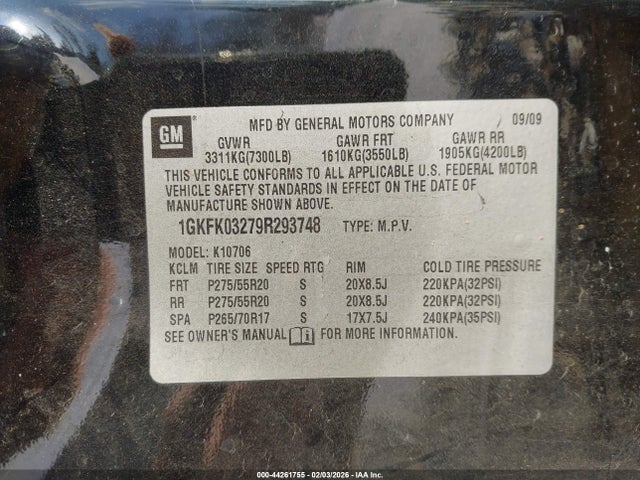 GM
MFD BY GENERAL MOTORS COMPANY 09/09
GVWR GAWR FRT GAWR RR
3311KG(7300LB) 1610KG(3550LB) 1905KG(4200LB)
THIS VEHICLE CONFORMS TO ALL APPLICABLE U.S. FEDERAL MOTOR
VEHICLE SAFETY STANDARDS IN EFFECT ON THE DATE OF
MANUFACTURE SHOWN ABOVE.
1GKFK03279R293748 TYPE: M.P.V.
MODEL: K10706
KCLM TIRE SIZE SPEED RTG RIM COLD TIRE PRESSURE
FRT P275/55R20 S 20X8.5J 220KPA(32PSI)
RR P275/55R20 S 20X8.5J 220KPA(32PSI)
SPA P265/70R17 S 17X7.5J 240KPA(35PSI)
SEE OWNER'S MANUAL FOR MORE INFORMATION.
000-44261755 - 02/03/2026 - IAA Inc.